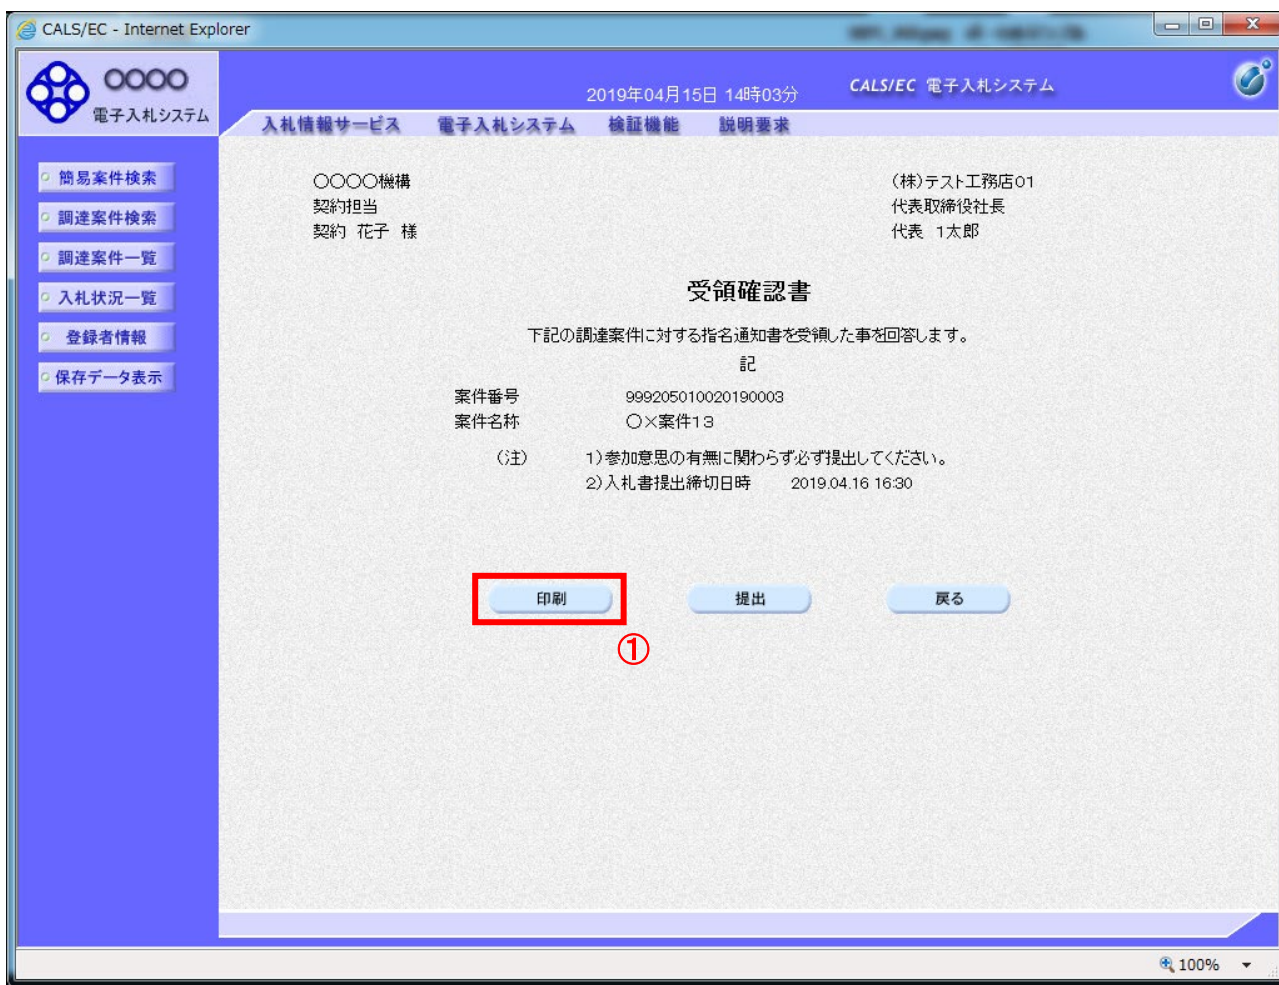 CALS/EC - Internet Explorer
○○○○
電子入札システム
2019年04月15日 14時03分
CALS/EC 電子入札システム
入札情報サービス 電子入札システム 検証機能 説明要求
簡易案件検索
調達案件検索
調達案件一覧
入札状況一覧
登録者情報
保存データ表示
○○○○機構
契約担当
契約 花子 様
(株)テスト工務店01
代表取締役社長
代表 1太郎
受領確認書
下記の調達案件に対する指名通知書を受領した事を回答します。
記
案件番号 999205010020190003
案件名称 ○×案件13
(注) 1)参加意思の有無に関わらず必ず提出してください。
2)入札書提出締切日時 2019.04.16 16:30
印刷 提出 戻る
①
100%